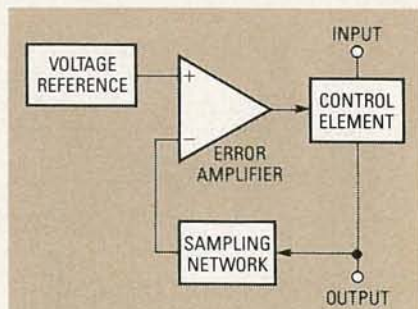 INPUT
VOLTAGE
REFERENCE
+
CONTROL
ELEMENT
−
ERROR
AMPLIFIER
SAMPLING
NETWORK
OUTPUT